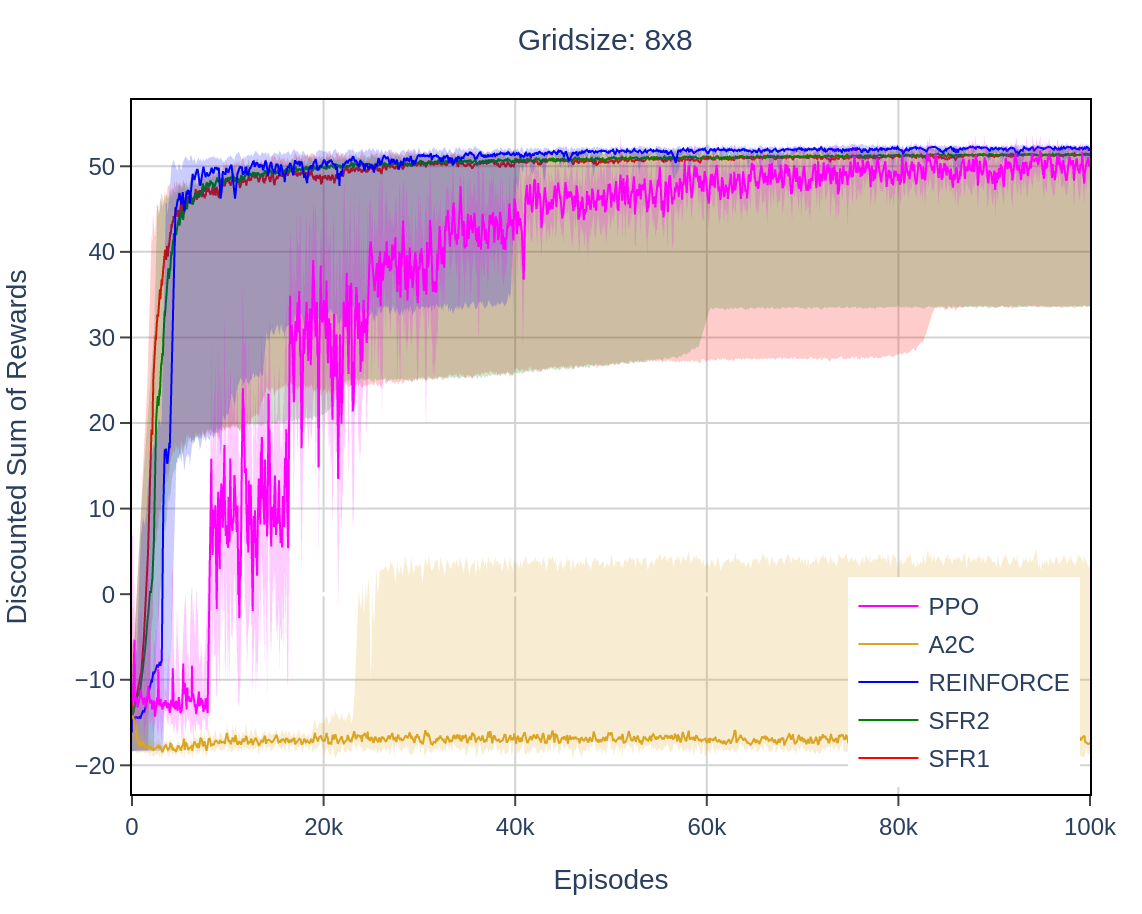 Gridsize: 8x8
Discounted Sum of Rewards
50
40
30
20
10
0
−10
−20
0
20k
40k
60k
80k
100k
Episodes
PPO
A2C
REINFORCE
SFR2
SFR1